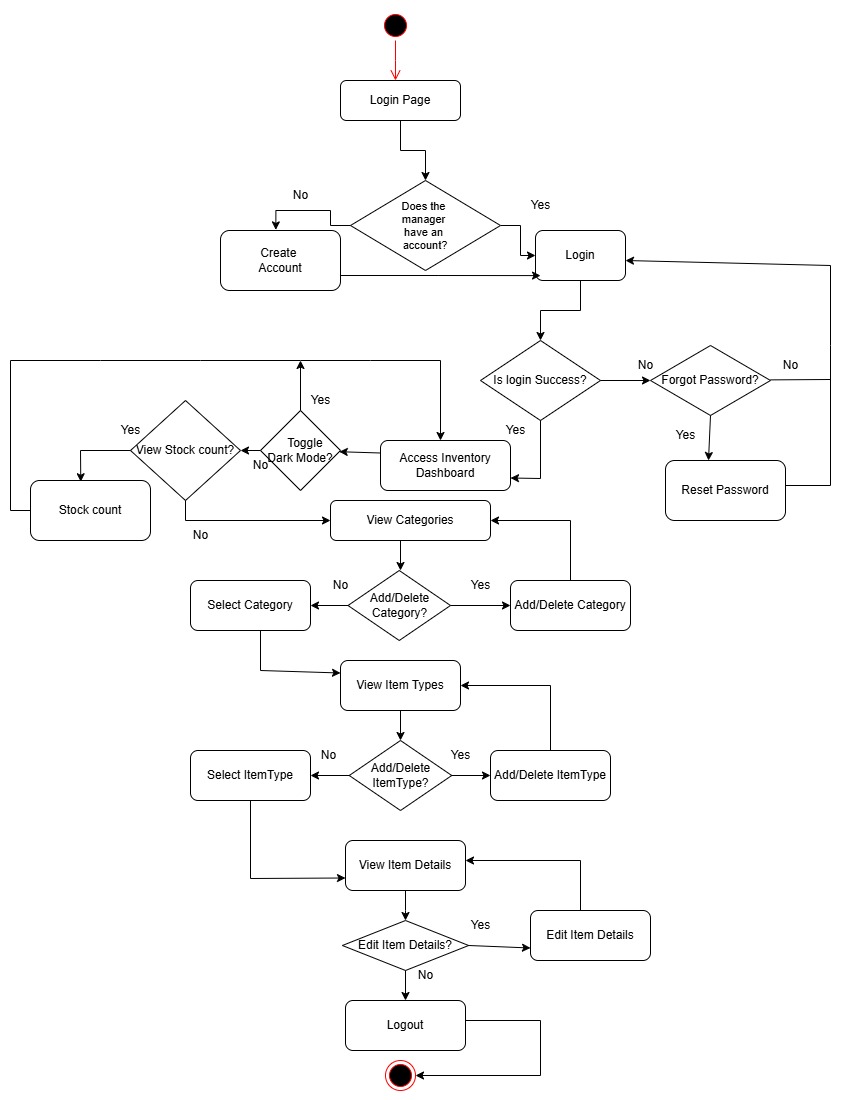 Login Page
Does the
manager
have an
account?
No
Yes
Create
Account
Login
Is login Success?
No
Forgot Password?
No
Yes
Yes
Reset Password
Access Inventory
Dashboard
Toggle
Dark Mode?
Yes
No
View Stock count?
Yes
No
Stock count
View Categories
Add/Delete
Category?
No
Yes
Select Category
Add/Delete Category
View Item Types
Add/Delete
ItemType?
No
Yes
Select ItemType
Add/Delete ItemType
View Item Details
Edit Item Details?
Yes
Edit Item Details
No
Logout